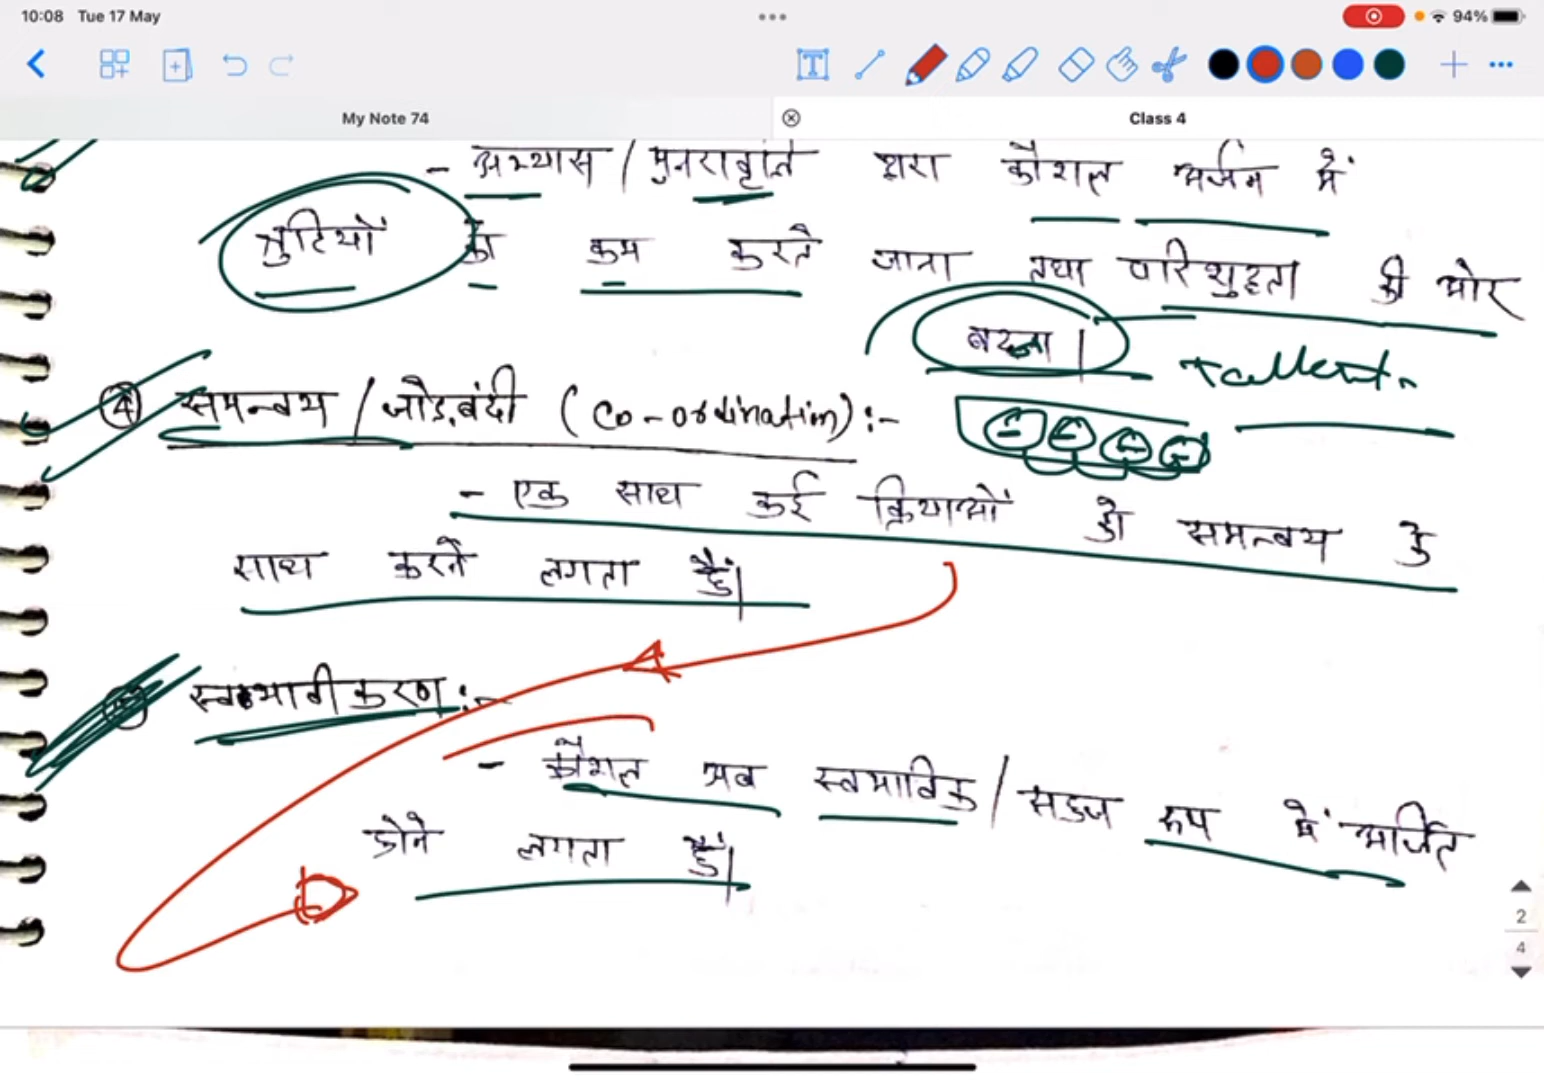 10:08 Tue 17 May
94%
My Note 74
Class 4
- अभ्यास / पुनरावृति द्वारा कौशल अर्जन में
त्रुटियों को कम करते जाना तथा परिशुद्धता की ओर
बढना।
④ समन्वय / जोड़बंदी (Co-ordination) :-
- एक साथ कई क्रियाओं को समन्वय के
साथ करने लगता है।
स्वभावीकरण :-
- कौशल अब स्वभाविक / सहज रूप में अर्जित
होने लगता है।
2
4